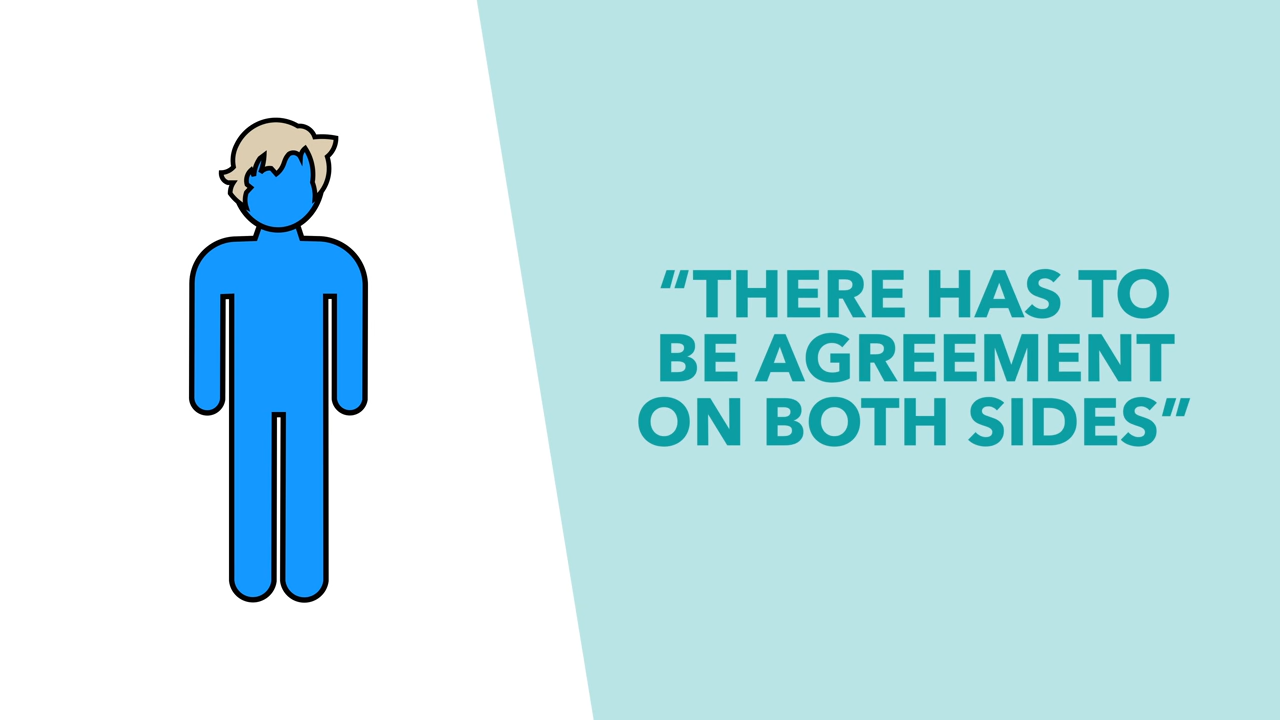 “THERE HAS TO
BE AGREEMENT
ON BOTH SIDES”